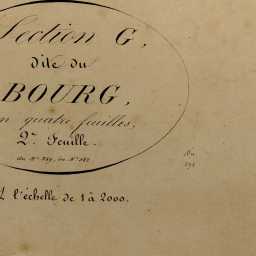 Section G,
dite du
BOURG,
en quatre feuilles,
2e Feuille.
à l'échelle de 1 à 2000.